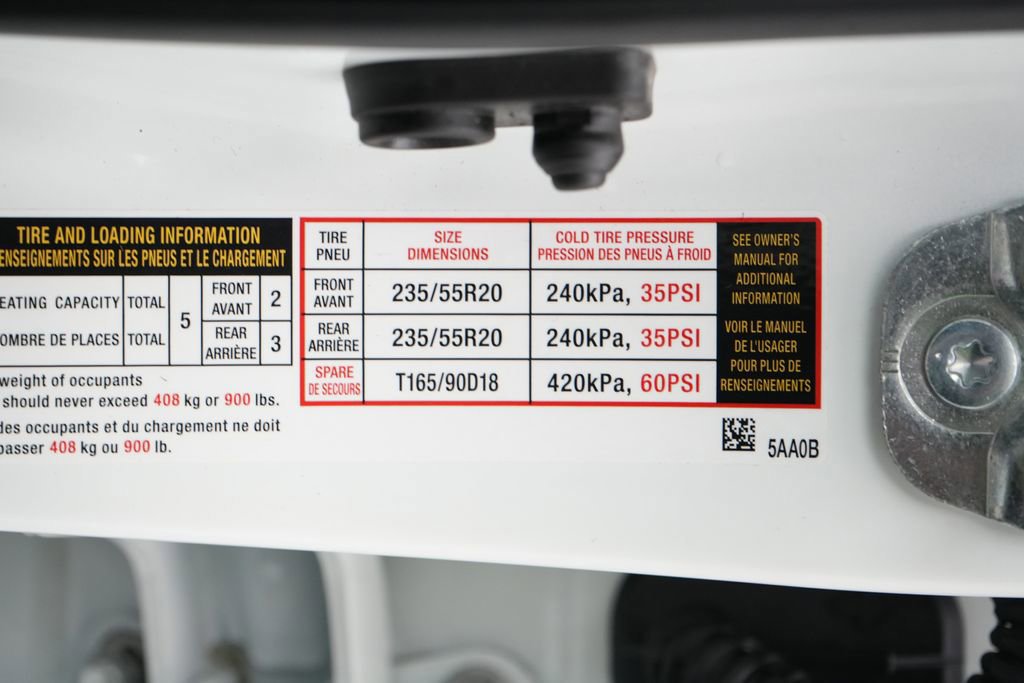 TIRE AND LOADING INFORMATION
ENSEIGNEMENTS SUR LES PNEUS ET LE CHARGEMENT
EATING CAPACITY TOTAL 5 FRONT AVANT 2
OMBRE DE PLACES TOTAL REAR ARRIÈRE 3
weight of occupants
should never exceed 408 kg or 900 lbs.
des occupants et du chargement ne doit
passer 408 kg ou 900 lb.
TIRE PNEU SIZE DIMENSIONS COLD TIRE PRESSURE PRESSION DES PNEUS À FROID
FRONT AVANT 235/55R20 240kPa, 35PSI
REAR ARRIÈRE 235/55R20 240kPa, 35PSI
SPARE DE SECOURS T165/90D18 420kPa, 60PSI
SEE OWNER'S
MANUAL FOR
ADDITIONAL
INFORMATION
VOIR LE MANUEL
DE L'USAGER
POUR PLUS DE
RENSEIGNEMENTS
5AA0B